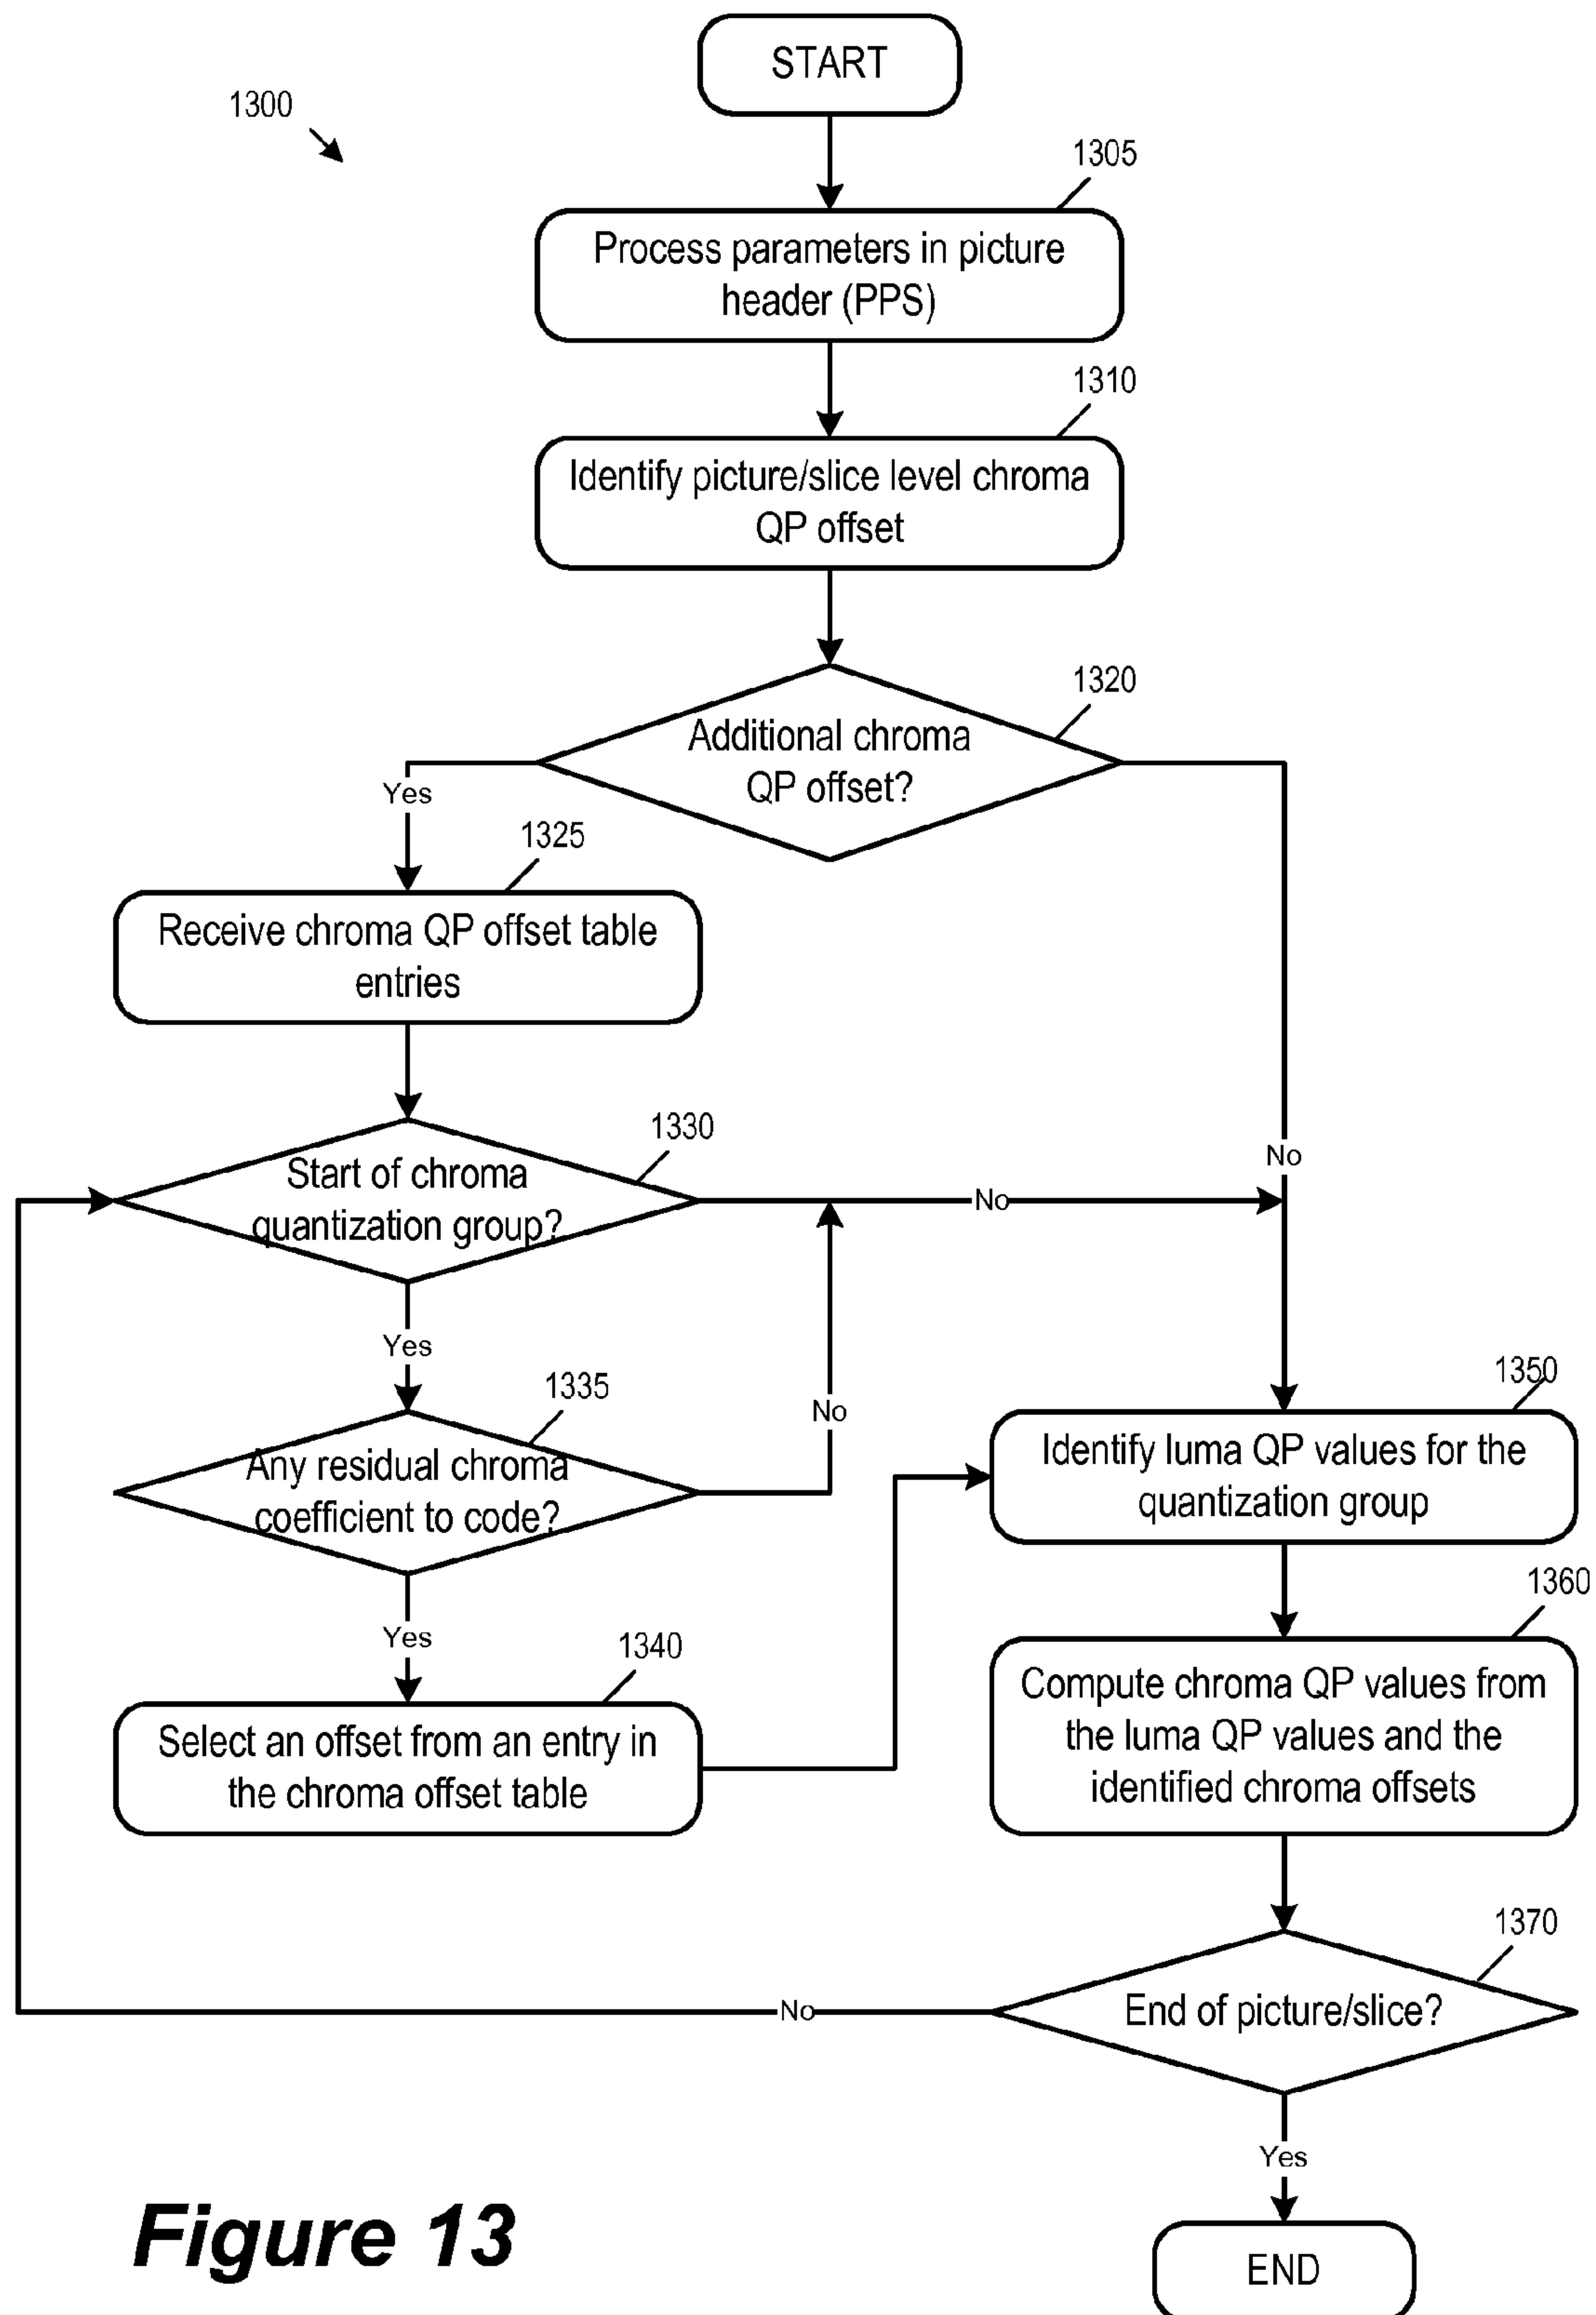 START
1300
1305
Process parameters in picture
header (PPS)
1310
Identify picture/slice level chroma
QP offset
1320
Additional chroma
QP offset?
Yes
1325
Receive chroma QP offset table
entries
1330
Start of chroma
quantization group?
No
No
Yes
1335
Any residual chroma
coefficient to code?
No
Yes
1340
Select an offset from an entry in
the chroma offset table
1350
Identify luma QP values for the
quantization group
1360
Compute chroma QP values from
the luma QP values and the
identified chroma offsets
1370
End of picture/slice?
No
Yes
END
Figure 13